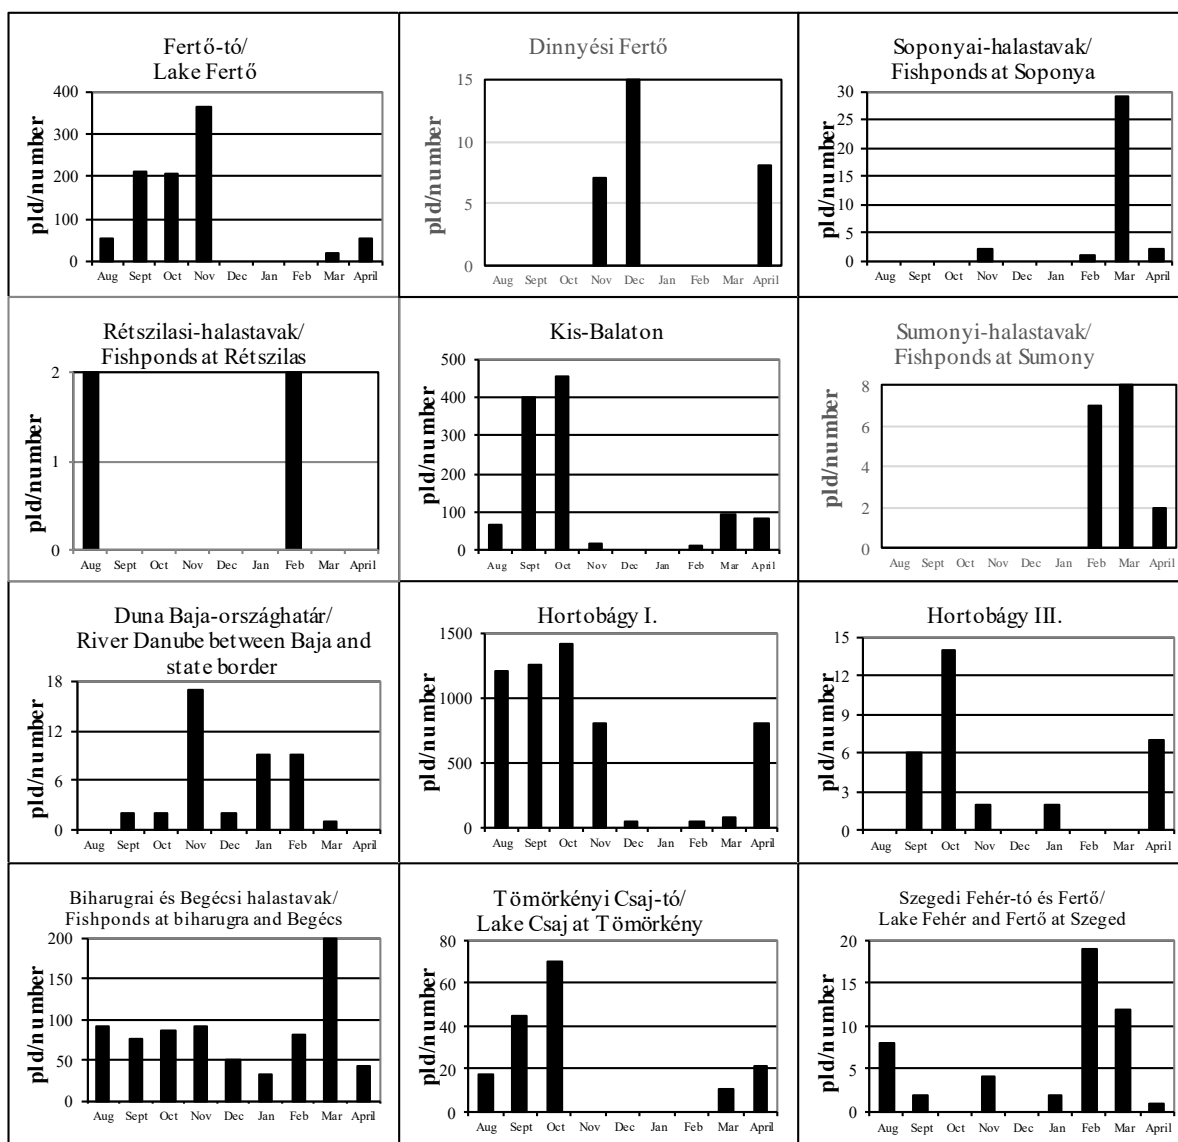 Fertő-tó/
Lake Fertő
pld/number
400
300
200
100
0
Aug Sept Oct Nov Dec Jan Feb Mar April
Dinnyési Fertő
pld/number
15
10
5
0
Aug Sept Oct Nov Dec Jan Feb Mar April
Soponyai-halastavak/
Fishponds at Soponya
pld/number
30
25
20
15
10
5
0
Aug Sept Oct Nov Dec Jan Feb Mar April
Rétszilasi-halastavak/
Fishponds at Rétszilas
pld/number
2
1
0
Aug Sept Oct Nov Dec Jan Feb Mar April
Kis-Balaton
pld/number
500
400
300
200
100
0
Aug Sept Oct Nov Dec Jan Feb Mar April
Sumonyi-halastavak/
Fishponds at Sumony
pld/number
8
6
4
2
0
Aug Sept Oct Nov Dec Jan Feb Mar April
Duna Baja-országhatár/
River Danube between Baja and
state border
pld/number
18
12
6
0
Aug Sept Oct Nov Dec Jan Feb Mar April
Hortobágy I.
pld/number
1500
1000
500
0
Aug Sept Oct Nov Dec Jan Feb Mar April
Hortobágy III.
pld/number
15
12
9
6
3
0
Aug Sept Oct Nov Dec Jan Feb Mar April
Biharugrai és Begécsi halastavak/
Fishponds at biharugra and Begécs
pld/number
200
150
100
50
0
Aug Sept Oct Nov Dec Jan Feb Mar April
Tömörkényi Csaj-tó/
Lake Csaj at Tömörkény
pld/number
80
60
40
20
0
Aug Sept Oct Nov Dec Jan Feb Mar April
Szegedi Fehér-tó és Fertő/
Lake Fehér and Fertő at Szeged
pld/number
20
15
10
5
0
Aug Sept Oct Nov Dec Jan Feb Mar April